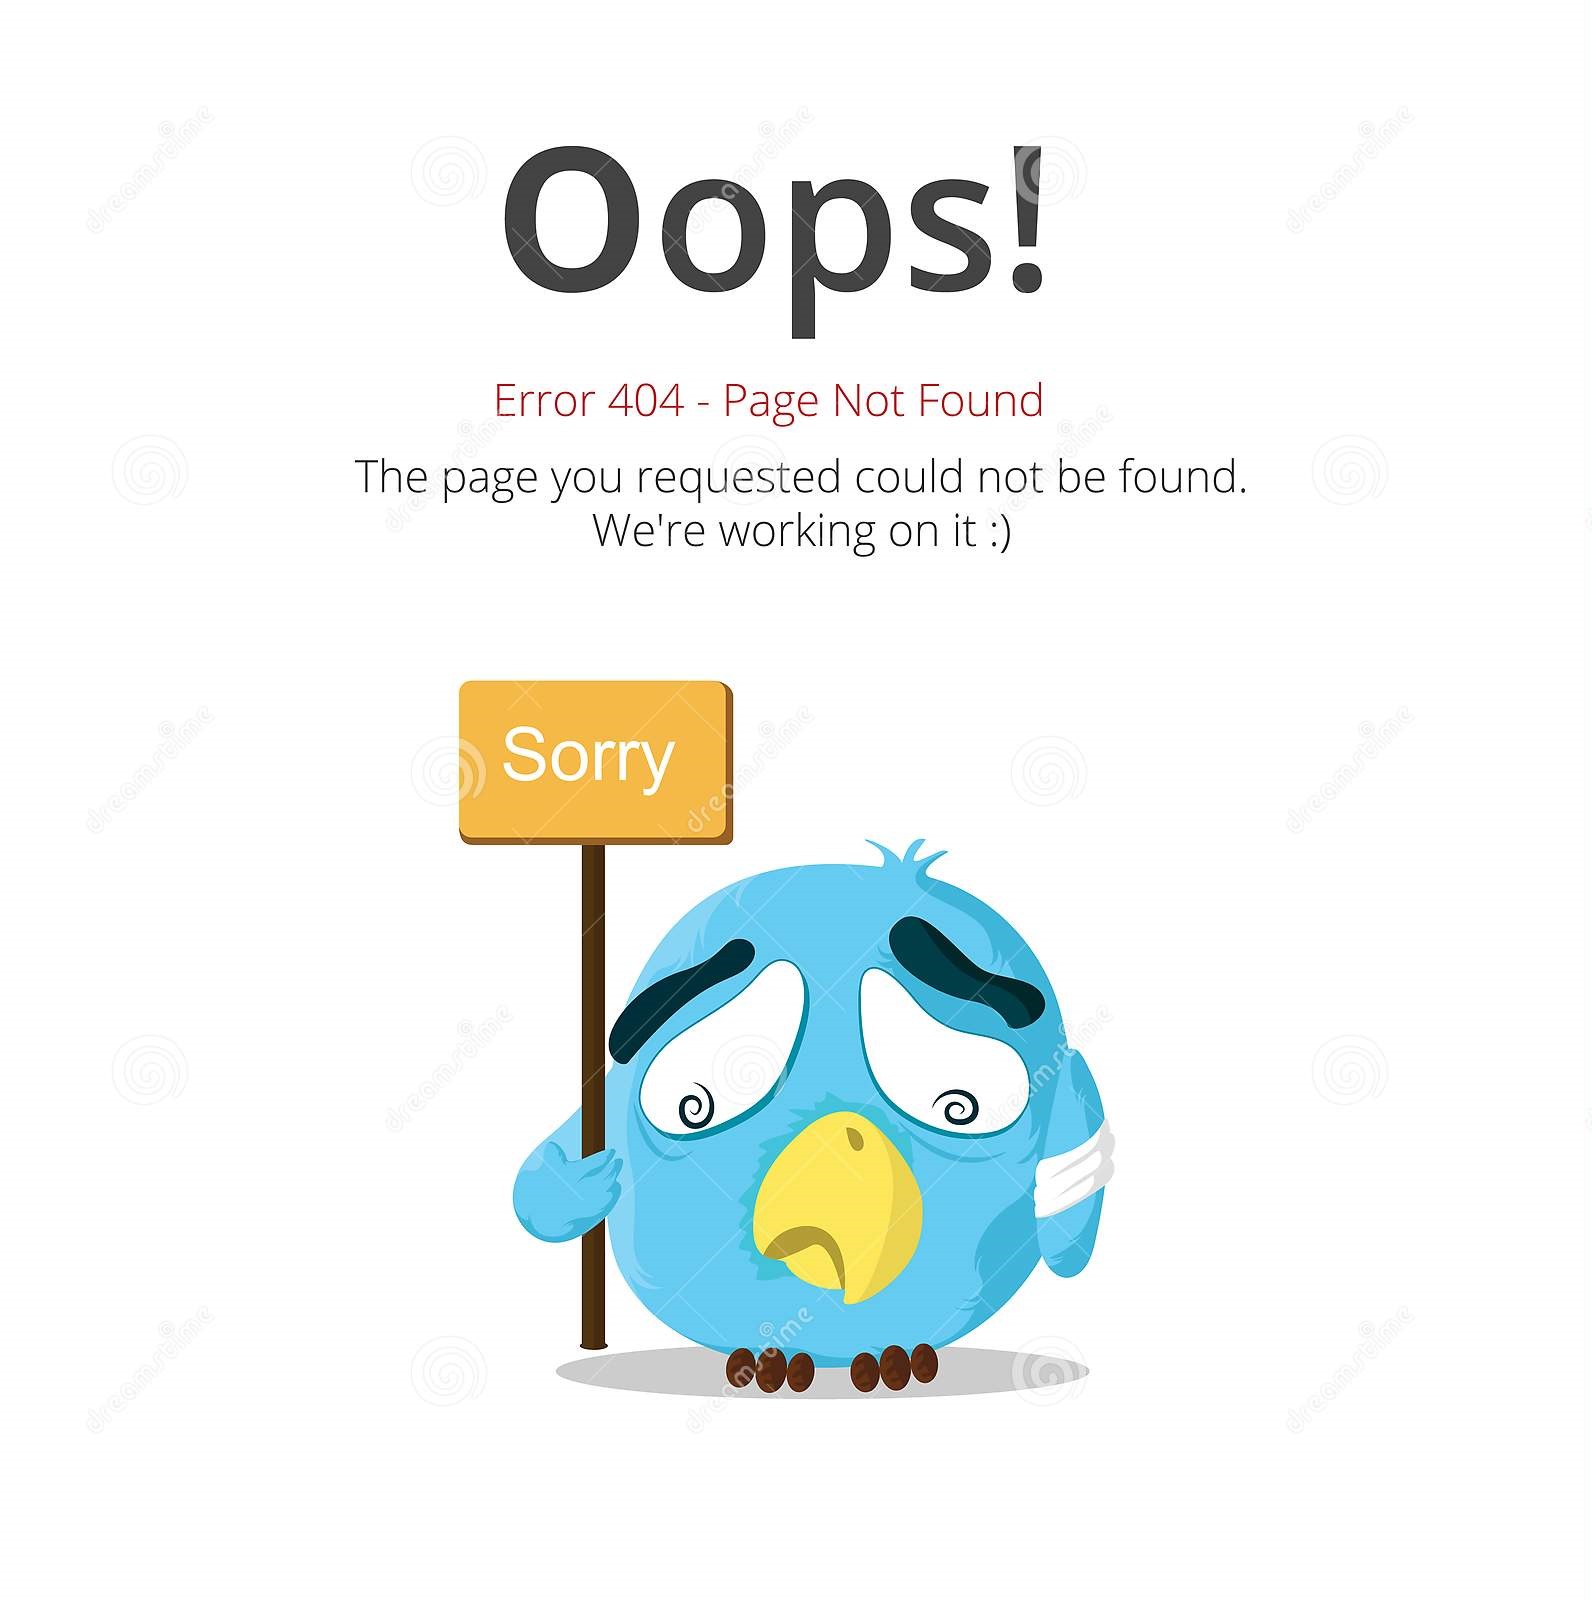 Oops!
Error 404 - Page Not Found
The page you requested could not be found.
We're working on it :)
Sorry
dreamstime